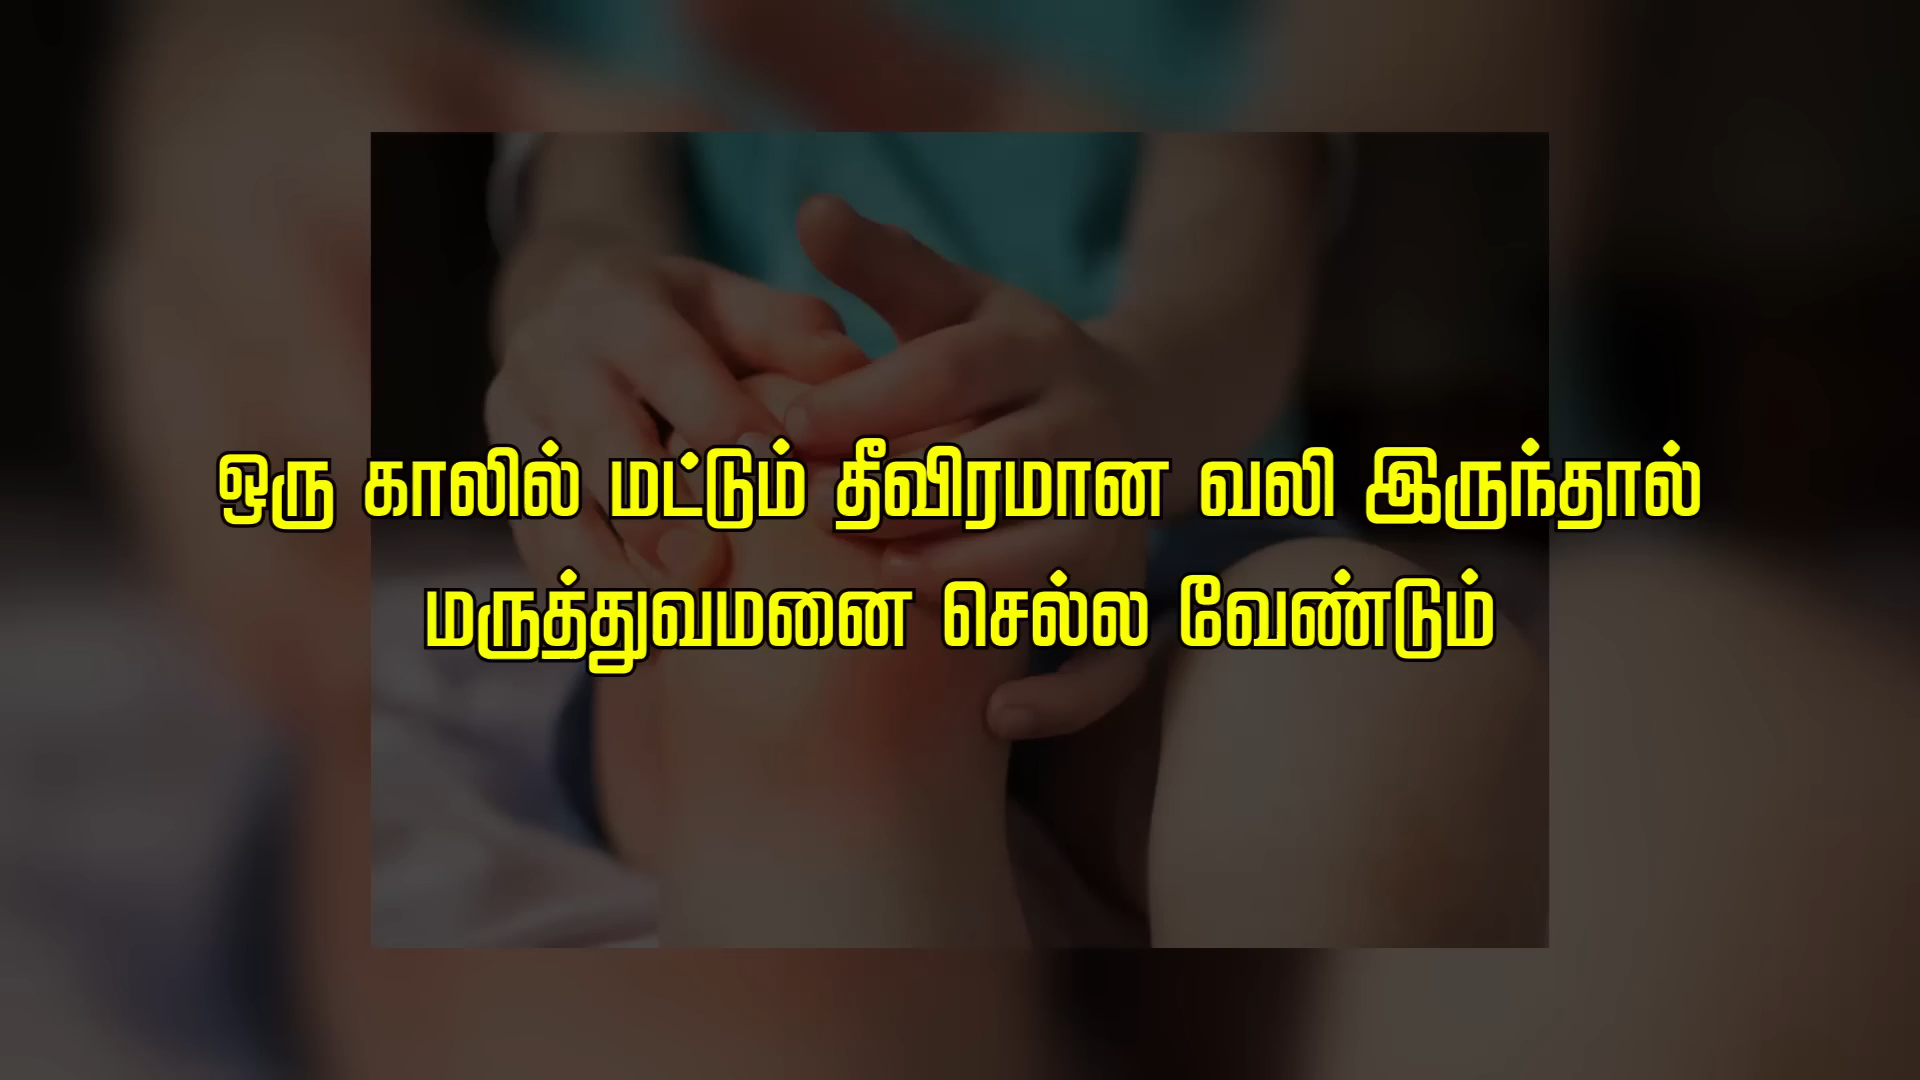 ஒரு காலில் மட்டும் தீவிரமான வலி இருந்தால்
மருத்துவமனை செல்ல வேண்டும்